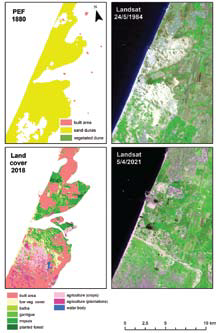 PEF
1880
N
built area
sand dunes
vegetated dune
Landsat
24/5/1984
Land
cover
2018
built area
low veg. cover
batha
garrigue
maquis
planted forest
agriculture (crops)
agriculture (plantations)
water body
Landsat
5/4/2021
0
5
10 km